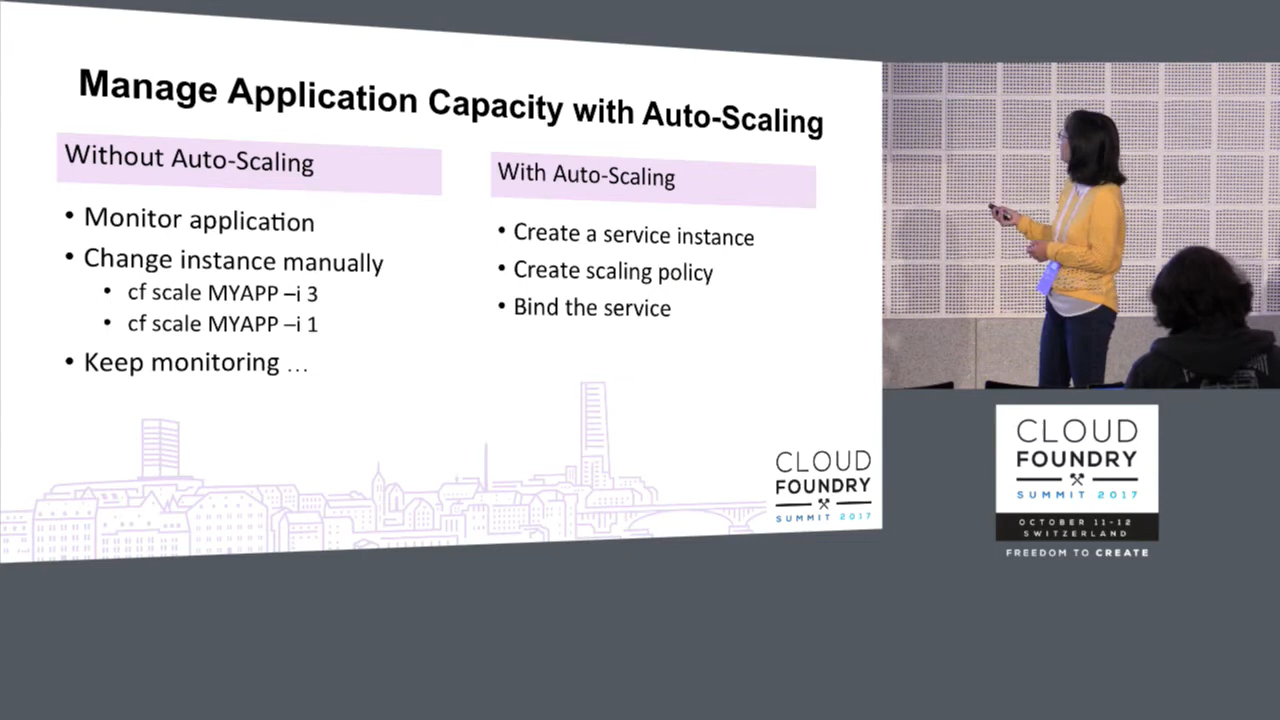 Manage Application Capacity with Auto-Scaling
Without Auto-Scaling
• Monitor application
• Change instance manually
• cf scale MYAPP –i 3
• cf scale MYAPP –i 1
• Keep monitoring …
With Auto-Scaling
• Create a service instance
• Create scaling policy
• Bind the service
CLOUD
FOUNDRY
SUMMIT 2017
CLOUD
FOUNDRY
SUMMIT 2017
OCTOBER 11-12
SWITZERLAND
FREEDOM TO CREATE